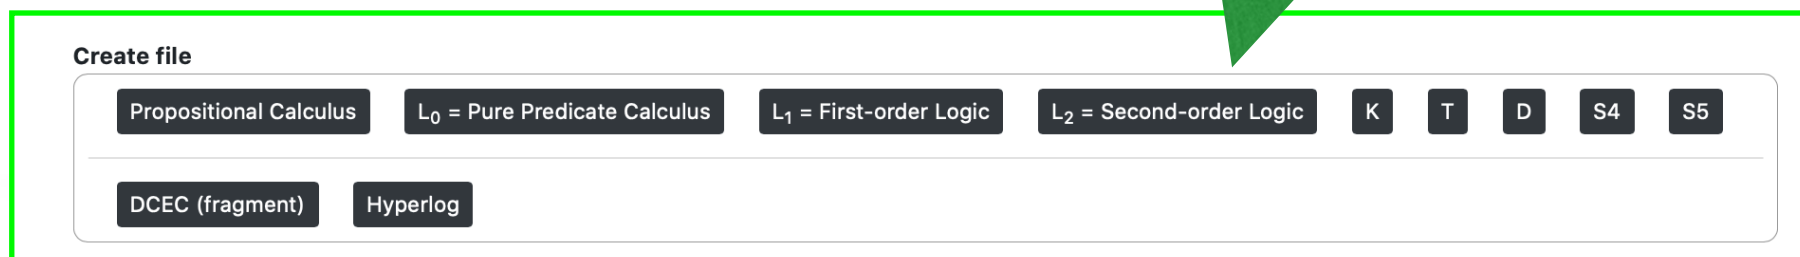 Create file
Propositional Calculus L₀ = Pure Predicate Calculus L₁ = First-order Logic L₂ = Second-order Logic K T D S4 S5
DCEC (fragment) Hyperlog